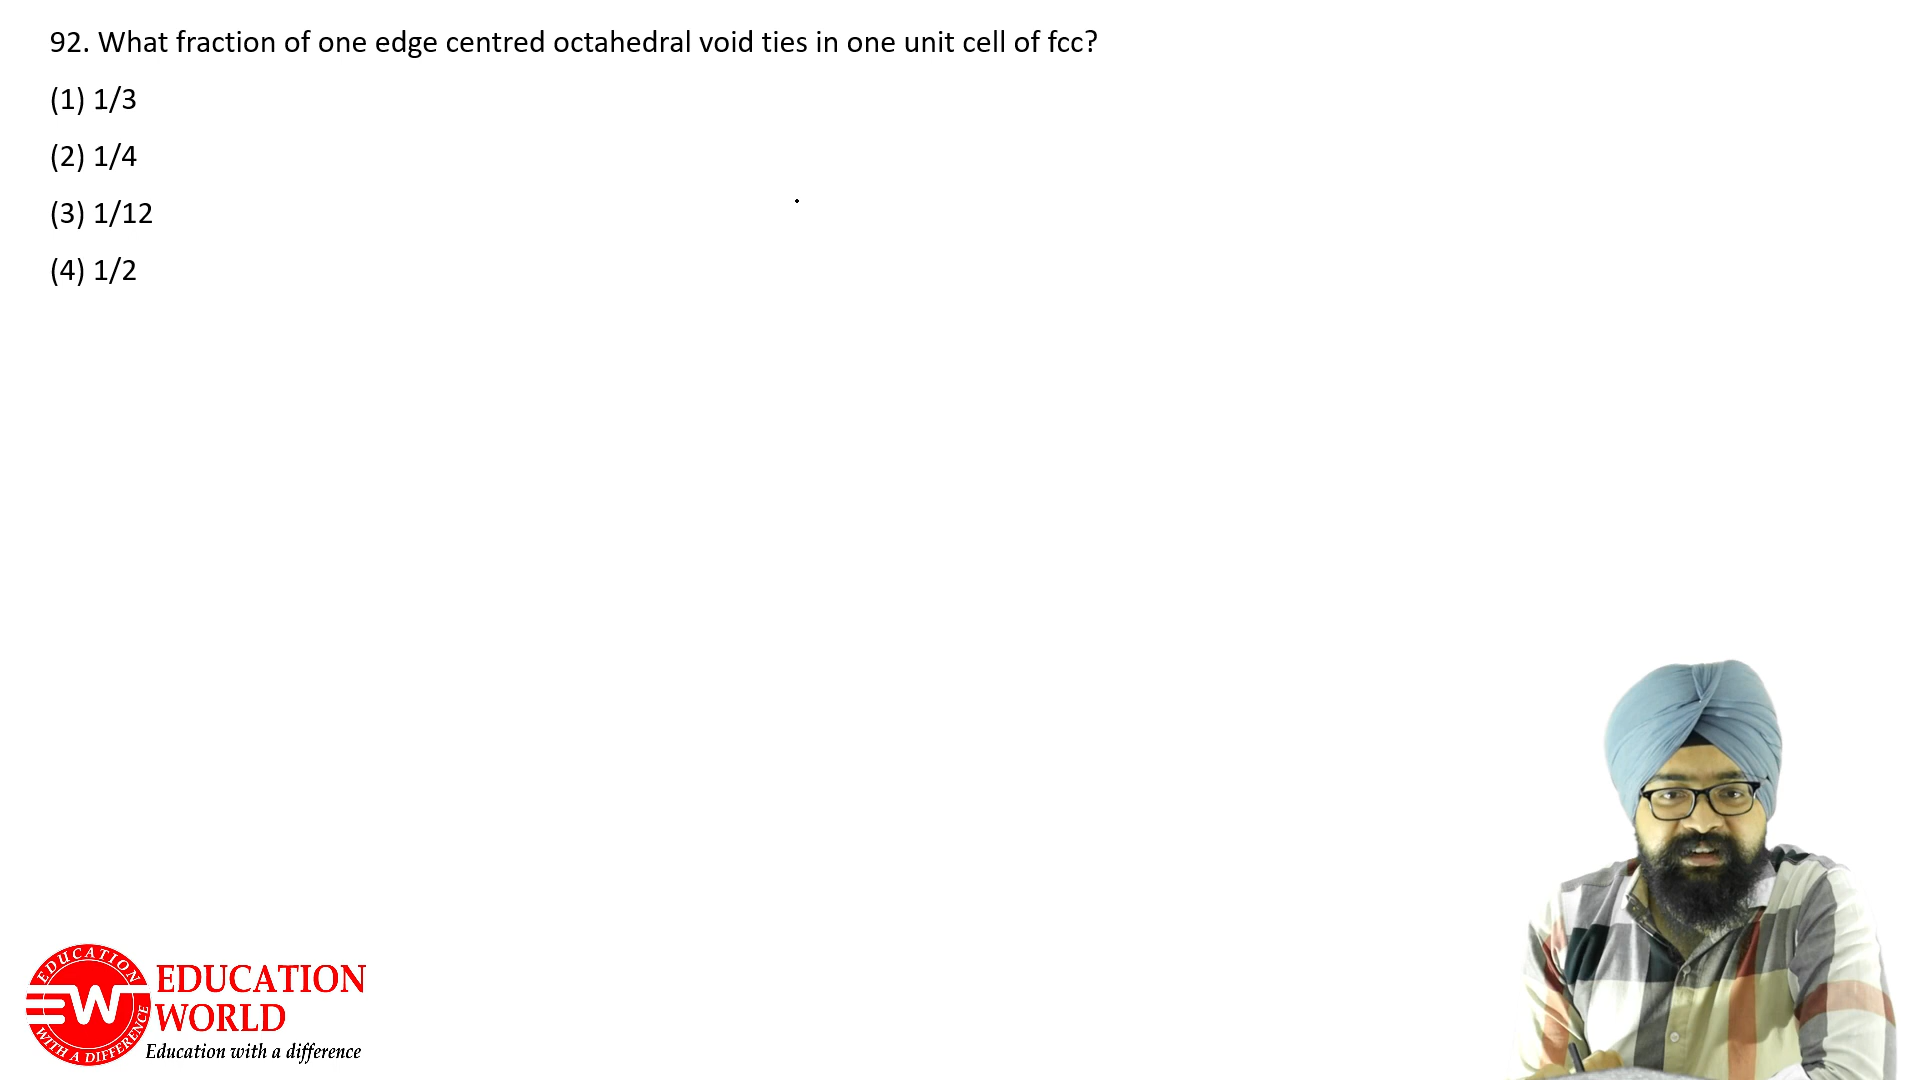 92. What fraction of one edge centred octahedral void ties in one unit cell of fcc?
(1) 1/3
(2) 1/4
(3) 1/12
(4) 1/2
EDUCATION
EW
WITH A DIFFERENCE
EDUCATION
WORLD
Education with a difference